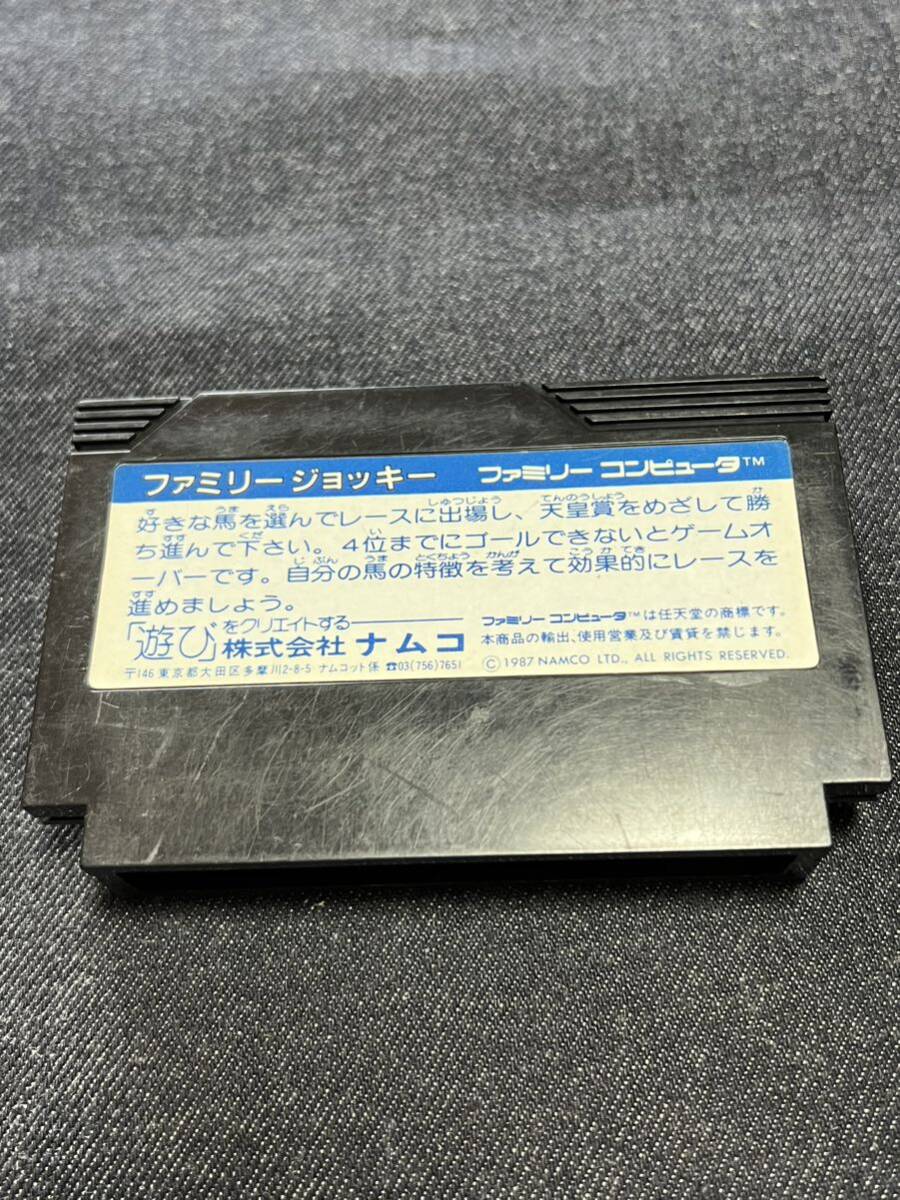 ファミリー ジョッキー ファミリー コンピュータ™
好きな馬を選んでレースに出場し、天皇賞をめざして勝
ち進んで下さい。4位までにゴールできないとゲームオ
ーバーです。自分の馬の特徴を考えて効果的にレースを
進めましょう。
「遊び」をクリエイトする
株式会社 ナムコ
〒146 東京都大田区多摩川2-8-5 ナムコット係 ☎03(756)7651
ファミリー コンピュータ™は任天堂の商標です。
本商品の輸出、使用営業及び賃貸を禁じます。
©1987 NAMCO LTD., ALL RIGHTS RESERVED.